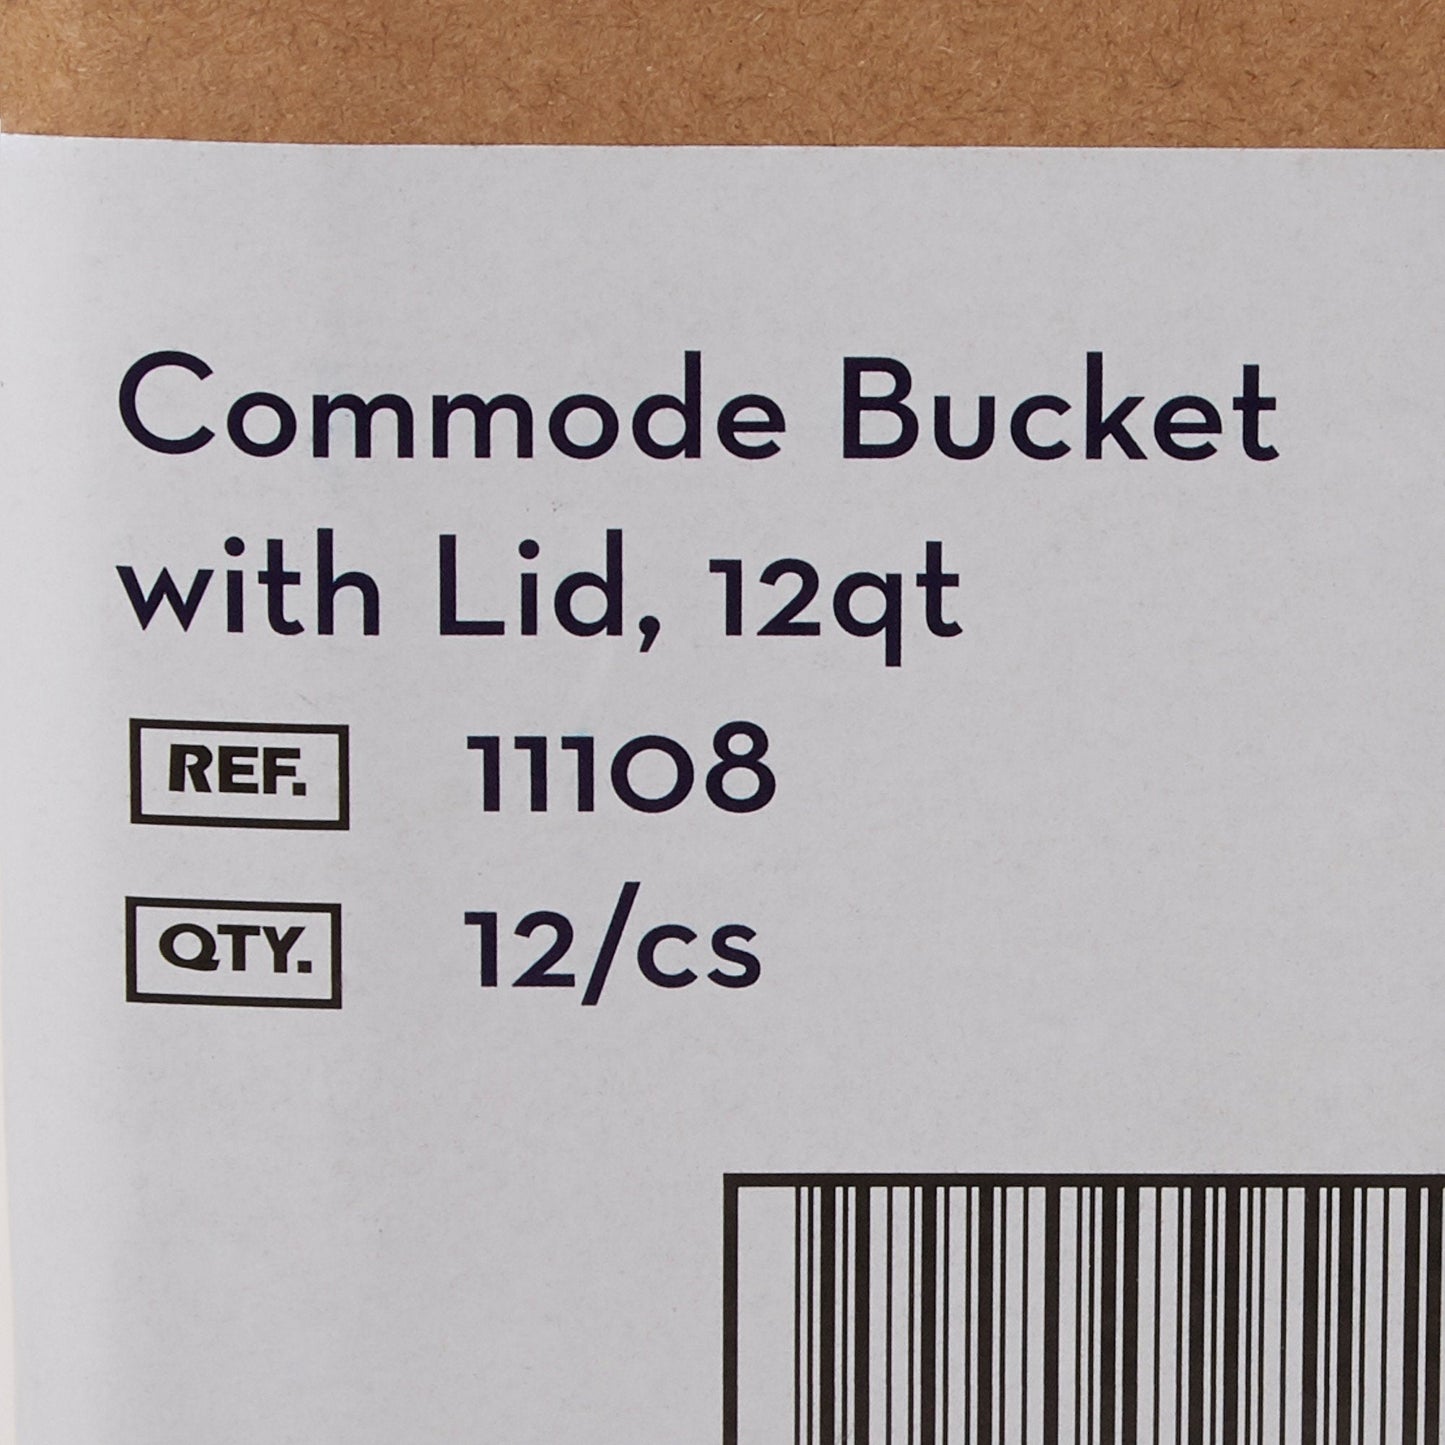 Commode Bucket
with Lid, 12qt
REF. 11108
QTY. 12/cs